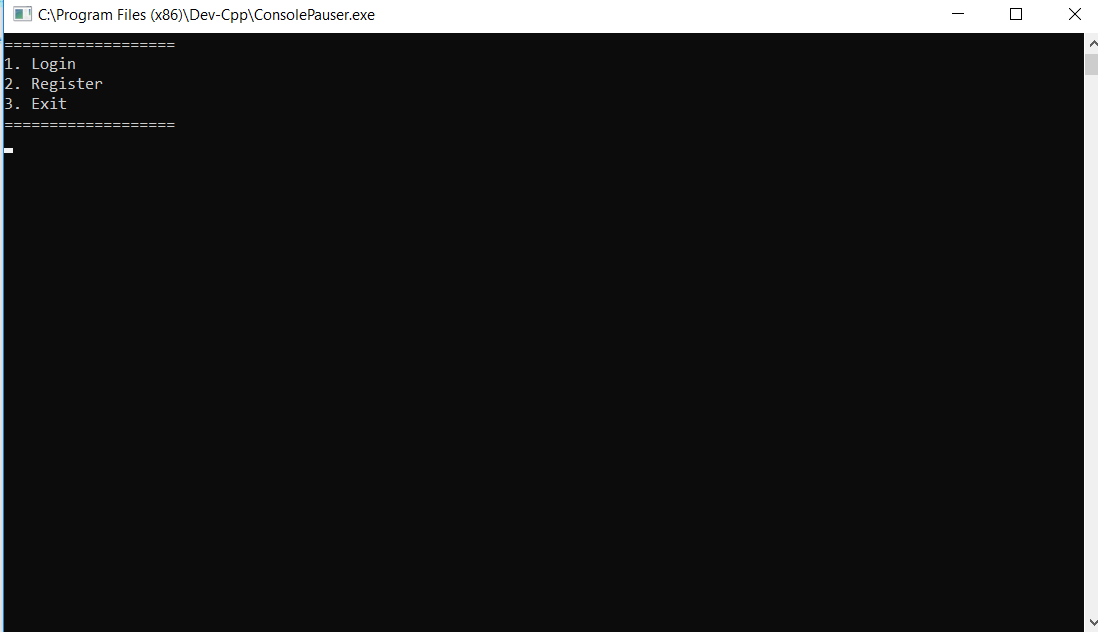 C:\Program Files (x86)\Dev-Cpp\ConsolePauser.exe
===================
1. Login
2. Register
3. Exit
===================